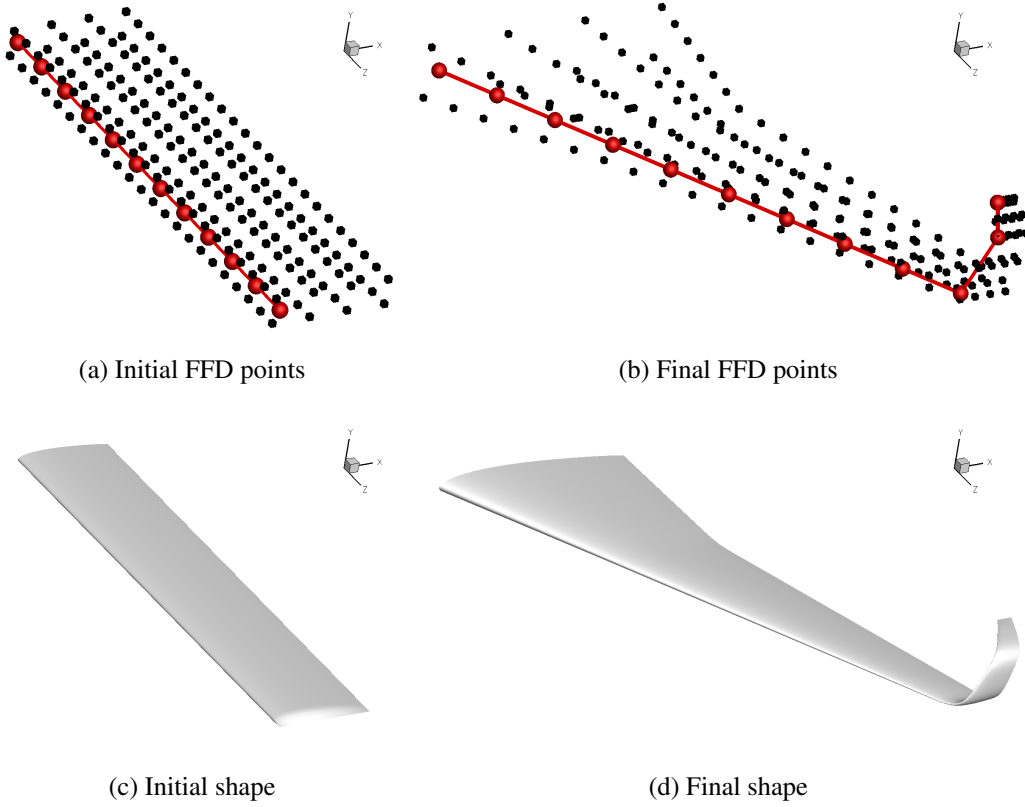 Y
X
Z
Y
X
Z
(a) Initial FFD points
(b) Final FFD points
Y
X
Z
Y
X
Z
(c) Initial shape
(d) Final shape